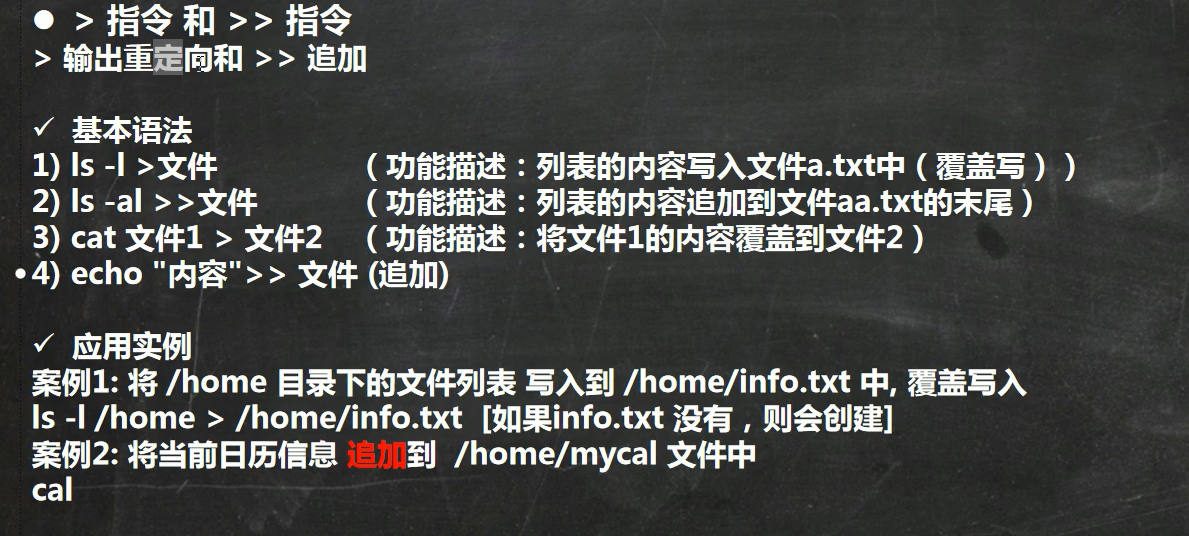 ● > 指令 和 >> 指令
> 输出重定向和 >> 追加
✓ 基本语法
1) ls -l >文件 （功能描述：列表的内容写入文件a.txt中（覆盖写））
2) ls -al >>文件 （功能描述：列表的内容追加到文件aa.txt的末尾）
3) cat 文件1 > 文件2 （功能描述：将文件1的内容覆盖到文件2）
•4) echo "内容">> 文件 (追加)
✓ 应用实例
案例1: 将 /home 目录下的文件列表 写入到 /home/info.txt 中, 覆盖写入
ls -l /home > /home/info.txt [如果info.txt 没有，则会创建]
案例2: 将当前日历信息 追加到 /home/mycal 文件中
cal